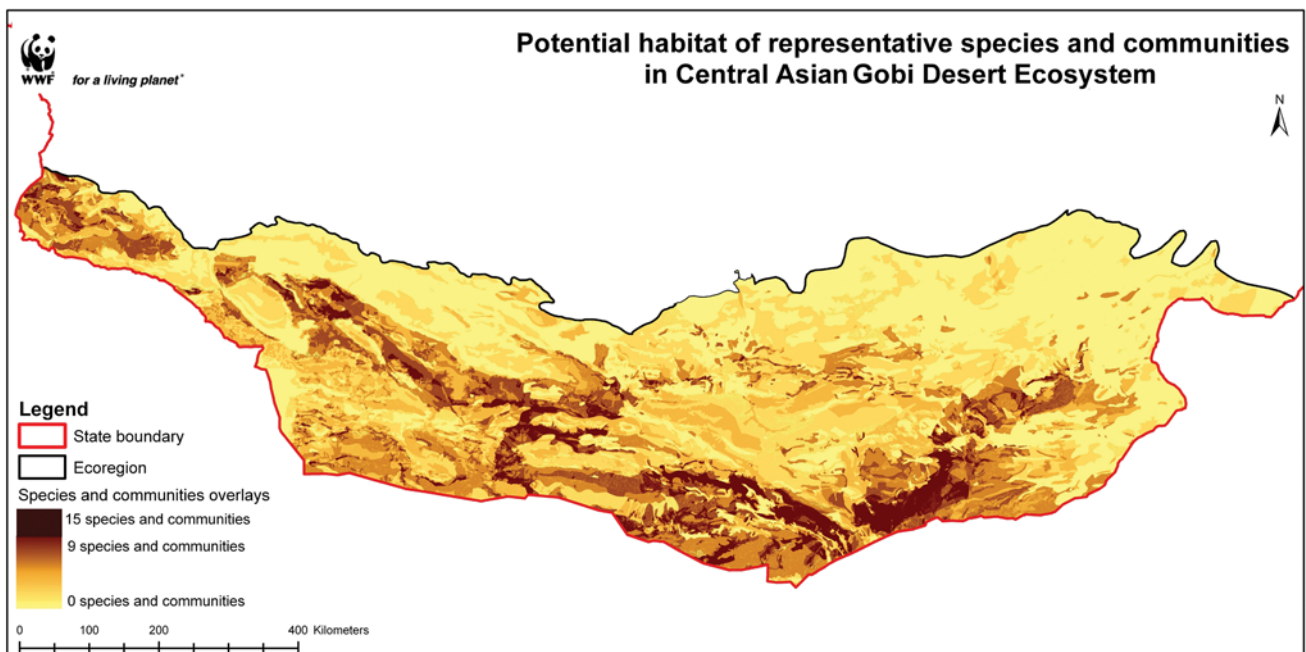 Potential habitat of representative species and communities
in Central Asian Gobi Desert Ecosystem
WWF
for a living planet®
N
Legend
State boundary
Ecoregion
Species and communities overlays
15 species and communities
9 species and communities
0 species and communities
0 100 200 400 Kilometers